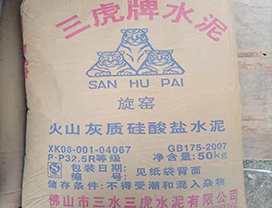 三虎牌水泥
SAN HU PAI
旋窑
火山灰质硅酸盐水泥
XK08-001-04067 GB175-2007
P·P32.5R等级 净含量:50kg
包装日期: 见纸袋背面
编号:
储存条件:不得受潮和混入杂物
佛山市三水三虎水泥有限公司